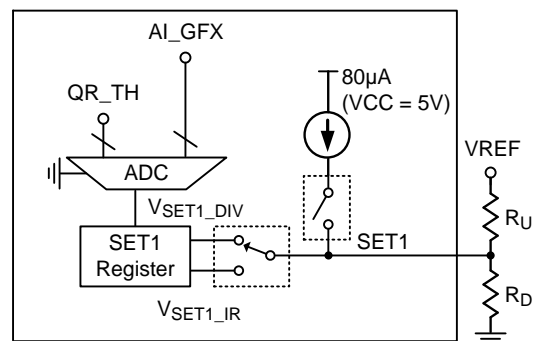 AI_GFX
80µA
(VCC = 5V)
QR_TH
VREF
ADC
RU
VSET1_DIV
SET1
SET1
Register
RD
VSET1_IR